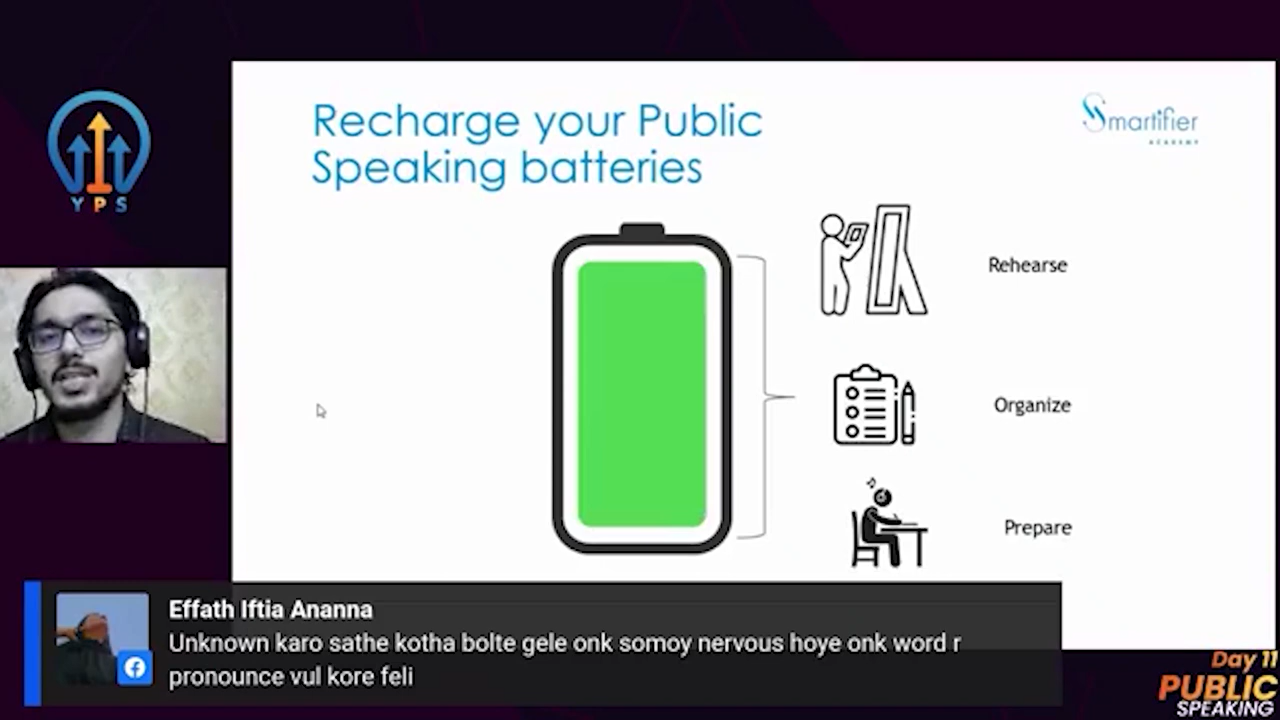 Recharge your Public
Speaking batteries
Smartifier
ACADEMY
YPS
Rehearse
Organize
Prepare
Effath Iftia Ananna
Unknown karo sathe kotha bolte gele onk somoy nervous hoye onk word r
pronounce vul kore feli
Day 11
PUBLIC
SPEAKING